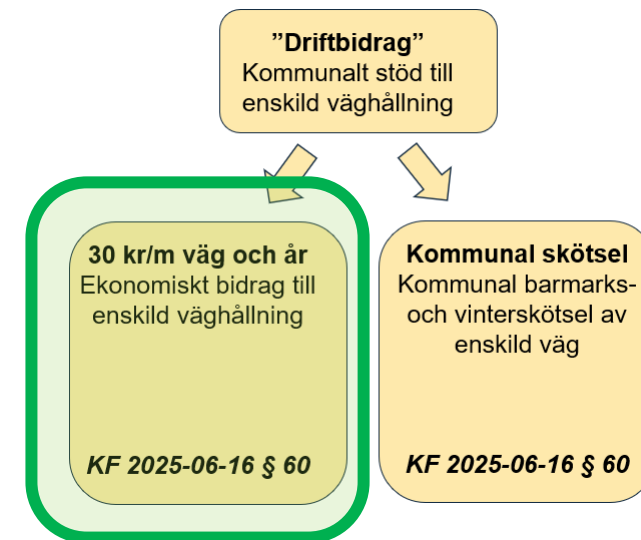 ”Driftbidrag”
Kommunalt stöd till
enskild väghållning
30 kr/m väg och år
Ekonomiskt bidrag till
enskild väghållning
KF 2025-06-16 § 60
Kommunal skötsel
Kommunal barmarks-
och vinterskötsel av
enskild väg
KF 2025-06-16 § 60